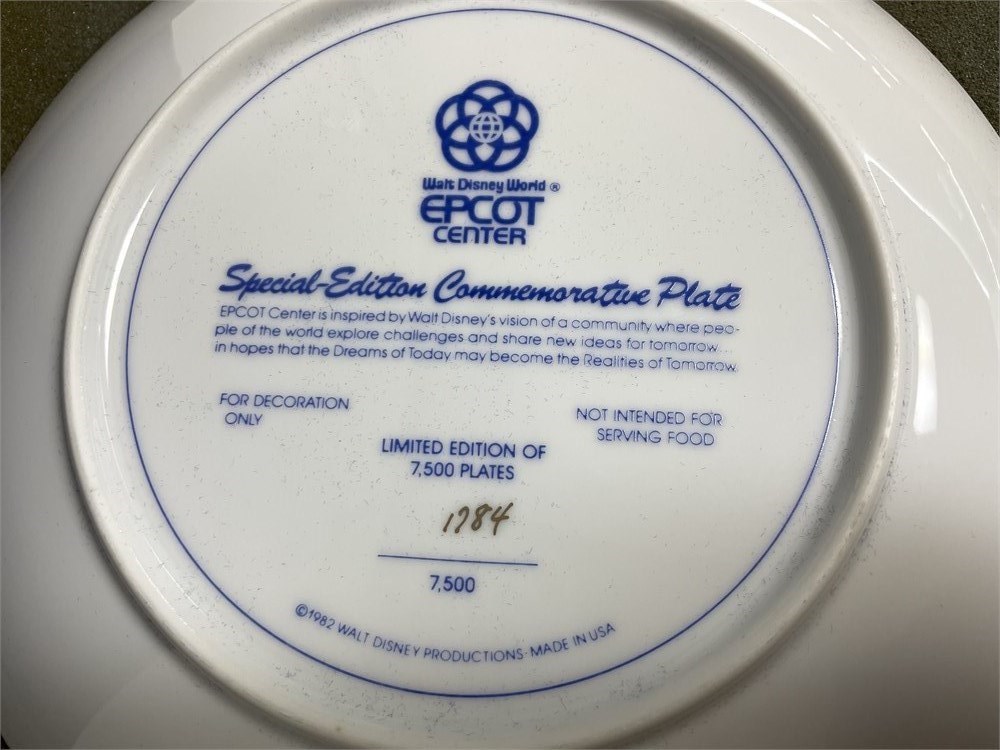 Walt Disney World ®
EPCOT
CENTER
Special-Edition Commemorative Plate
EPCOT Center is inspired by Walt Disney's vision of a community where peo-
ple of the world explore challenges and share new ideas for tomorrow...
in hopes that the Dreams of Today may become the Realities of Tomorrow.
FOR DECORATION
ONLY
NOT INTENDED FOR
SERVING FOOD
LIMITED EDITION OF
7,500 PLATES
1784
7,500
©1982 WALT DISNEY PRODUCTIONS·MADE IN USA